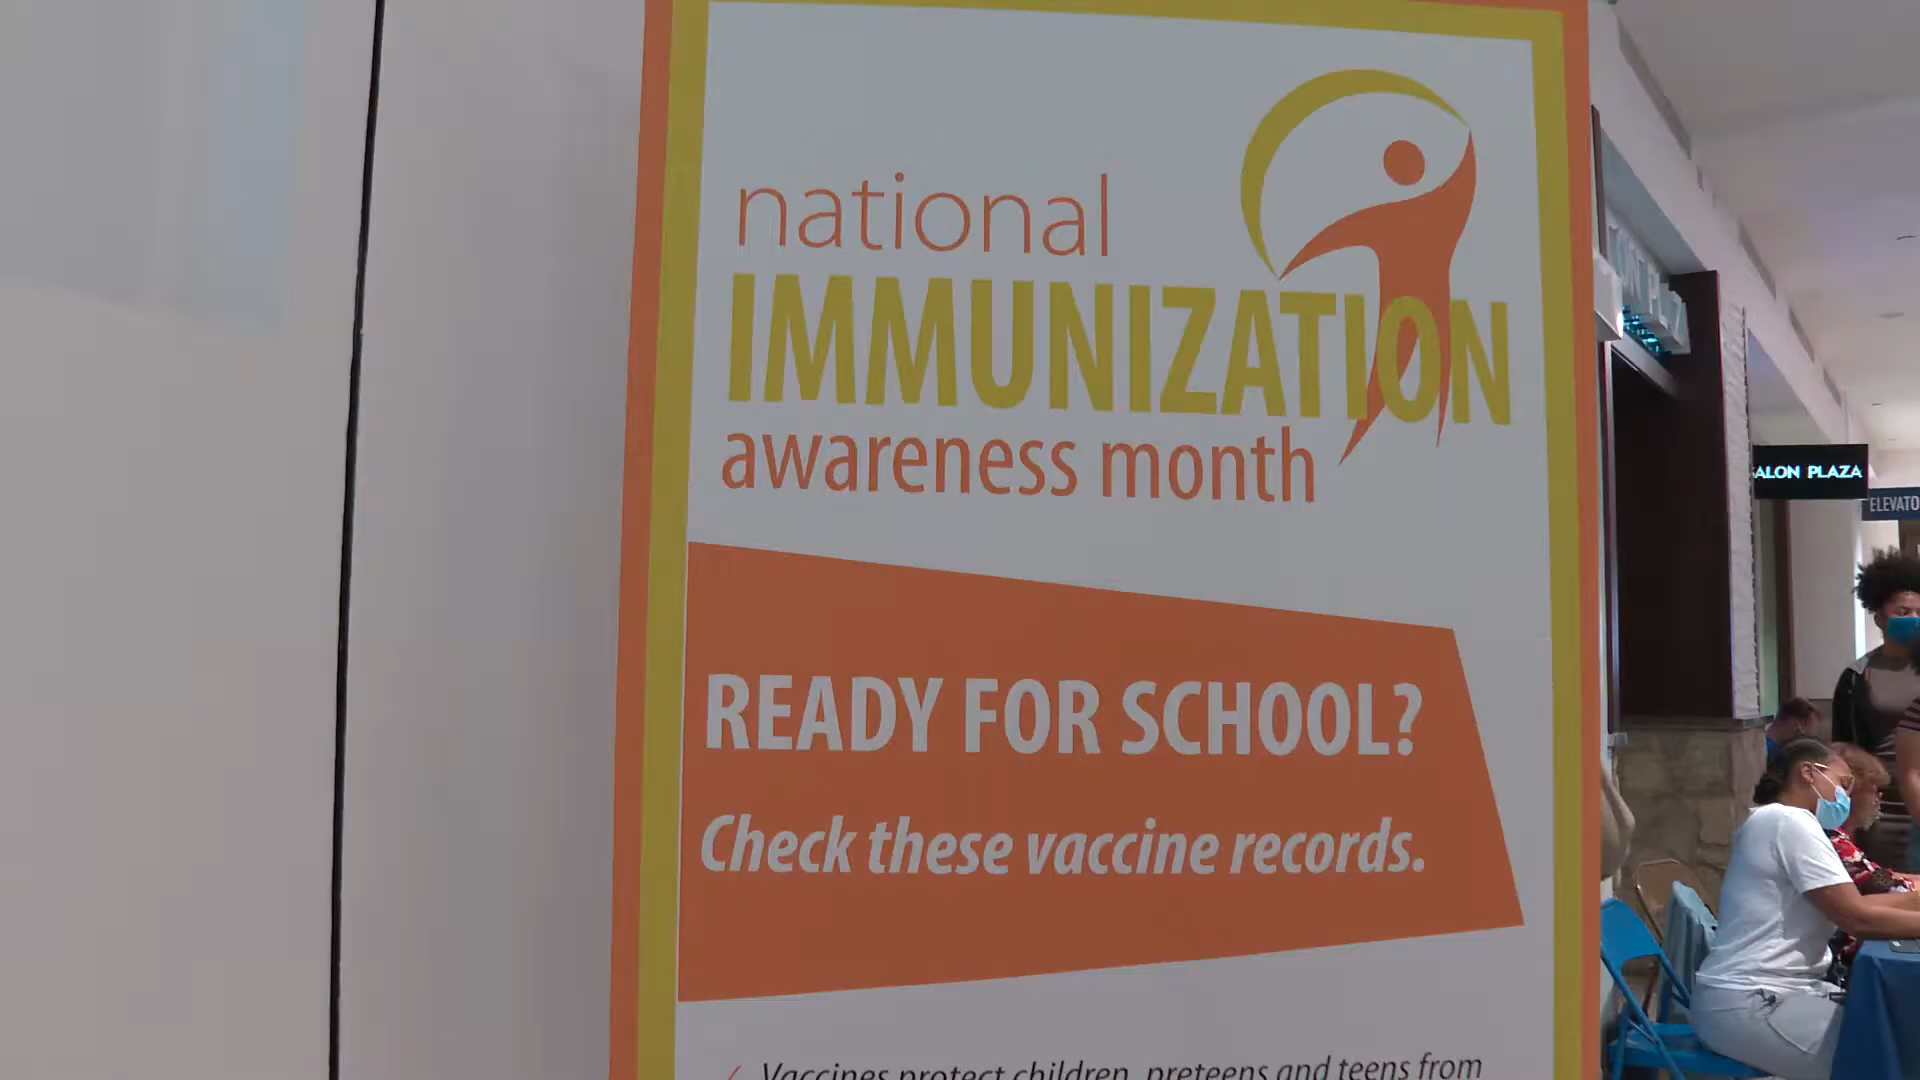 national
IMMUNIZATION
awareness month
READY FOR SCHOOL?
Check these vaccine records.
Vaccines protect children, preteens and teens from
ALON PLAZA
ELEVATO